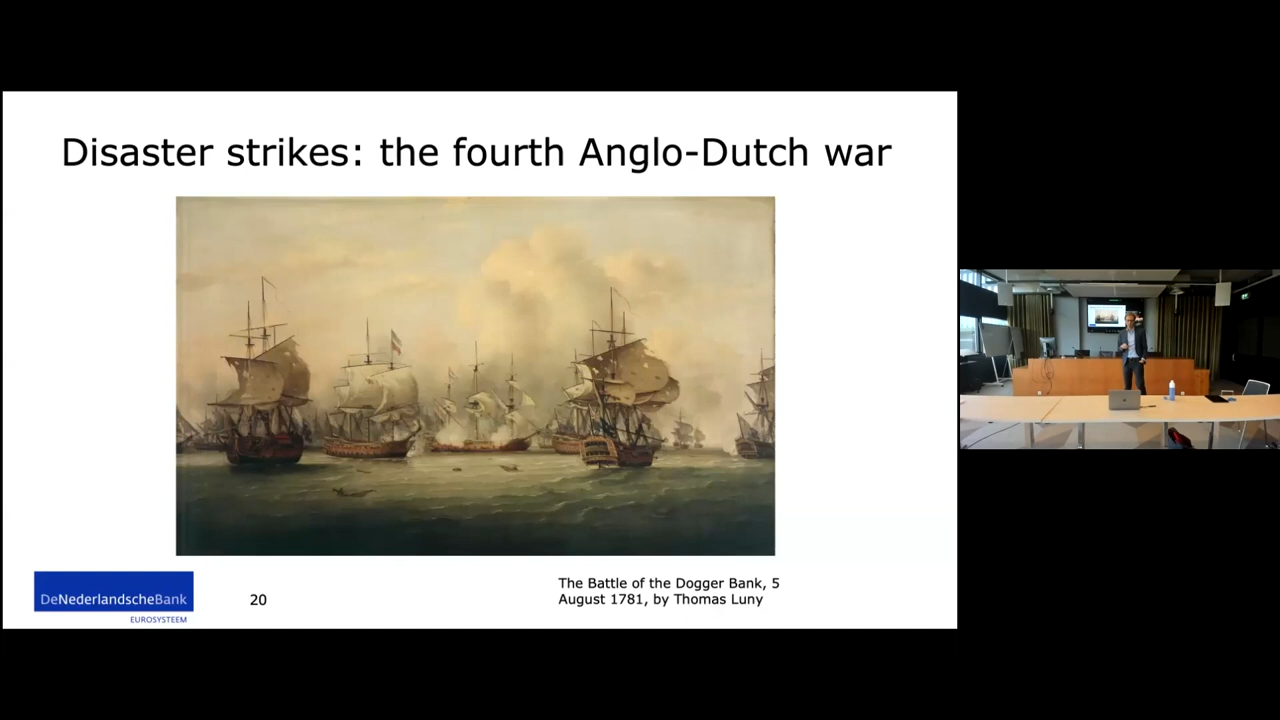 Disaster strikes: the fourth Anglo-Dutch war
DeNederlandscheBank
EUROSYSTEEM
20
The Battle of the Dogger Bank, 5
August 1781, by Thomas Luny